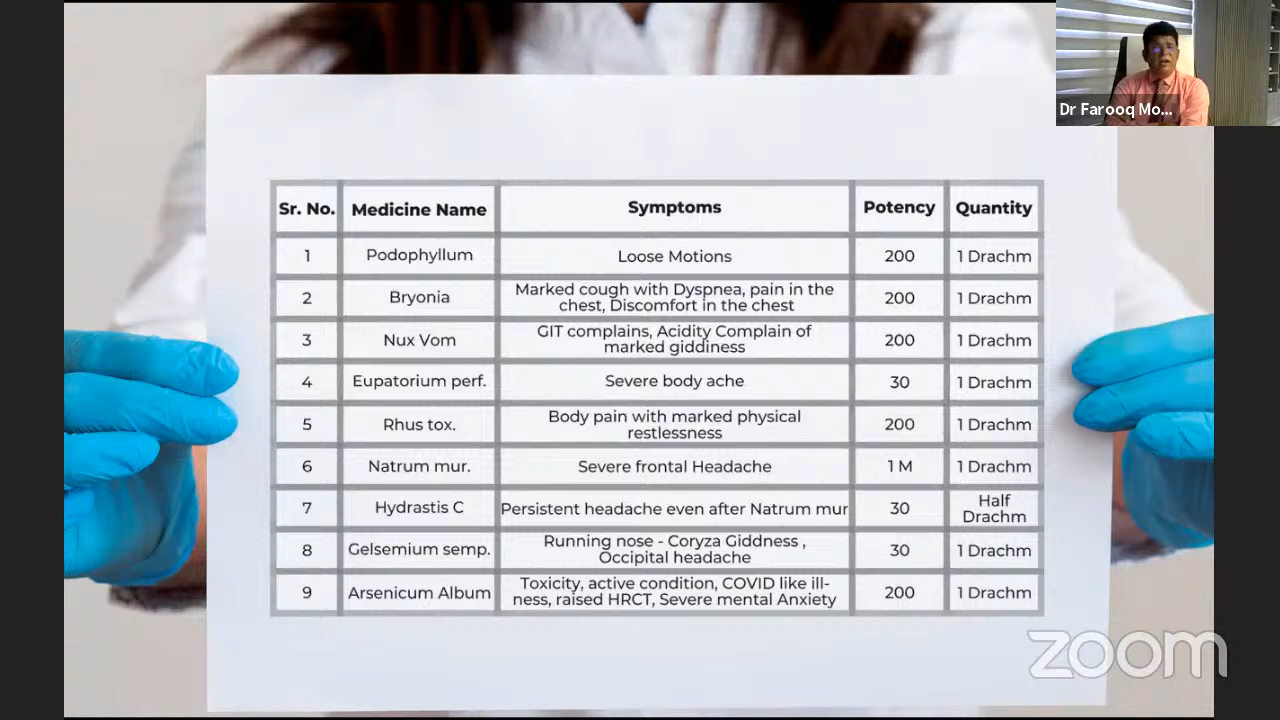 Dr Farooq Mo...
Sr. No. Medicine Name Symptoms Potency Quantity
1 Podophyllum Loose Motions 200 1 Drachm
2 Bryonia Marked cough with Dyspnea, pain in the
chest, Discomfort in the chest 200 1 Drachm
3 Nux Vom GIT complains, Acidity Complain of
marked giddiness 200 1 Drachm
4 Eupatorium perf. Severe body ache 30 1 Drachm
5 Rhus tox. Body pain with marked physical
restlessness 200 1 Drachm
6 Natrum mur. Severe frontal Headache 1 M 1 Drachm
7 Hydrastis C Persistent headache even after Natrum mur 30 Half
Drachm
8 Gelsemium semp. Running nose - Coryza Giddness ,
Occipital headache 30 1 Drachm
9 Arsenicum Album Toxicity, active condition, COVID like ill-
ness, raised HRCT, Severe mental Anxiety 200 1 Drachm
zoom